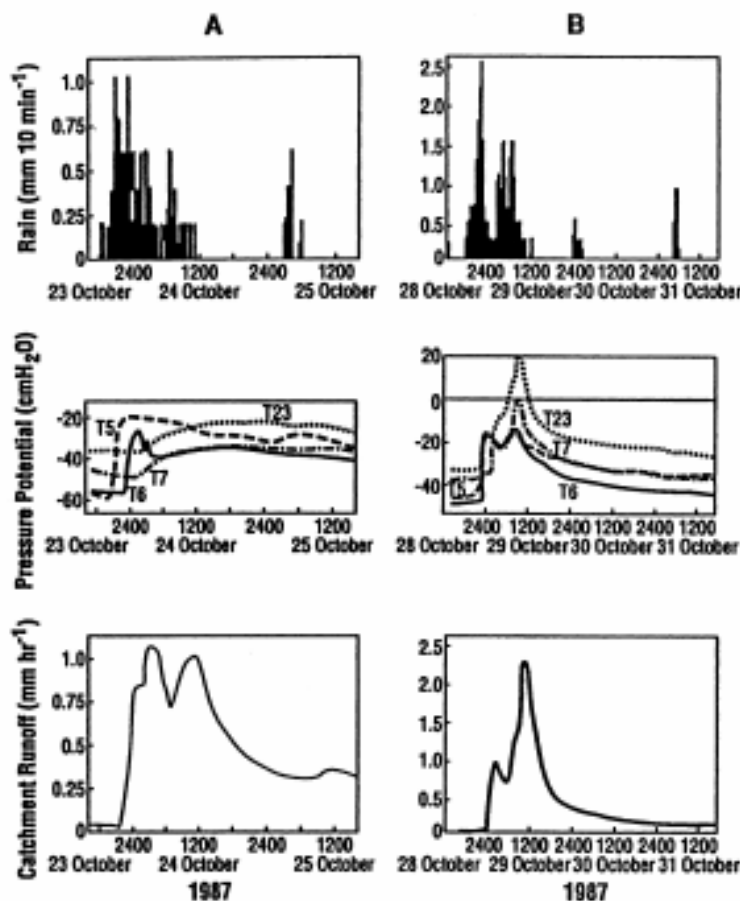 A B
Rain (mm 10 min⁻¹)
1.0
0.75
0.5
0.25
0
2400 1200 2400 1200
23 October 24 October 25 October
2.5
2.0
1.5
1.0
0.5
0
2400 1200 2400 1200 2400 1200
28 October 29 October 30 October 31 October
Pressure Potential (cmH₂O)
-20
-40
-60
T5
T23
T7
T6
2400 1200 2400 1200
23 October 24 October 25 October
20
0
-20
-40
T23
T7
T5
T6
2400 1200 2400 1200 2400 1200
28 October 29 October 30 October 31 October
Catchment Runoff (mm hr⁻¹)
1.0
0.75
0.5
0.25
0
2400 1200 2400 1200
23 October 24 October 25 October
1987
2.5
2.0
1.5
1.0
0.5
0
2400 1200 2400 1200 2400 1200
28 October 29 October 30 October 31 October
1987